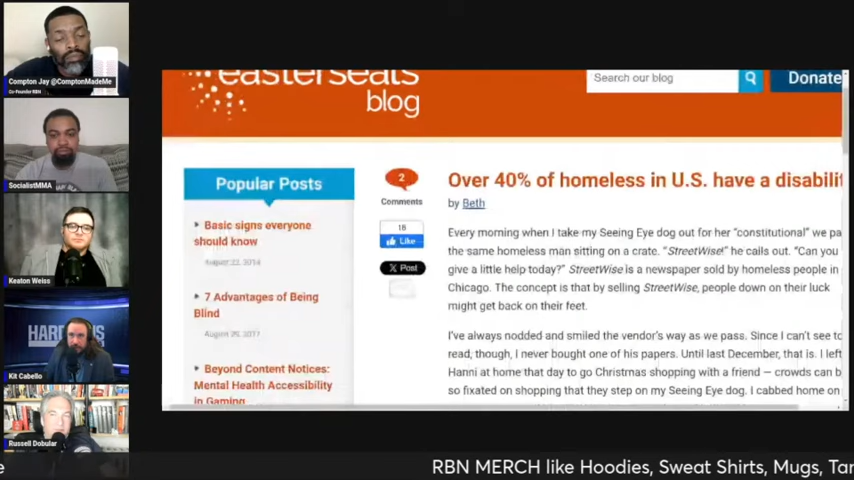 Compton Jay @ComptonMadeMe
Co-Founder RBN
SocialistMMA
Keaton Weiss
Kit Cabello
Russell Dobular
easterseals
blog
Search our blog
Donate
Popular Posts
Basic signs everyone
should know
August 22, 2014
7 Advantages of Being
Blind
August 29, 2011
Beyond Content Notices:
Mental Health Accessibility
in Gaming
2
Comments
18
Like
X Post
Over 40% of homeless in U.S. have a disabilit
by Beth
Every morning when I take my Seeing Eye dog out for her “constitutional” we pa
the same homeless man sitting on a crate. “StreetWise!” he calls out. “Can you
give a little help today?” StreetWise is a newspaper sold by homeless people in
Chicago. The concept is that by selling StreetWise, people down on their luck
might get back on their feet.
I've always nodded and smiled the vendor's way as we pass. Since I can't see to
read, though, I never bought one of his papers. Until last December, that is. I left
Hanni at home that day to go Christmas shopping with a friend — crowds can b
so fixated on shopping that they step on my Seeing Eye dog. I cabbed home on
e
RBN MERCH like Hoodies, Sweat Shirts, Mugs, Tan